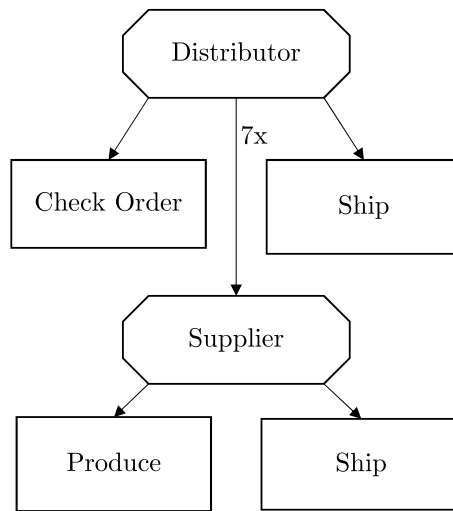 Distributor
7x
Check Order
Ship
Supplier
Produce
Ship